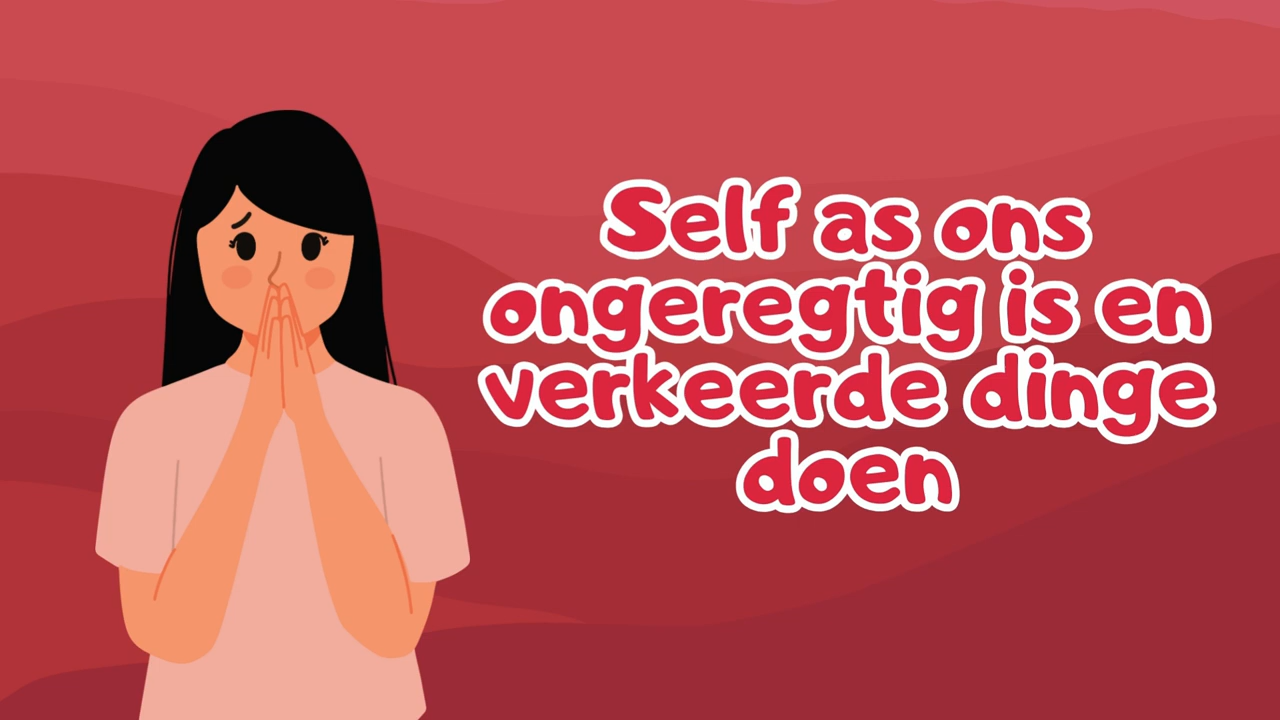 Self as ons
ongeregtig is en
verkeerde dinge
doen